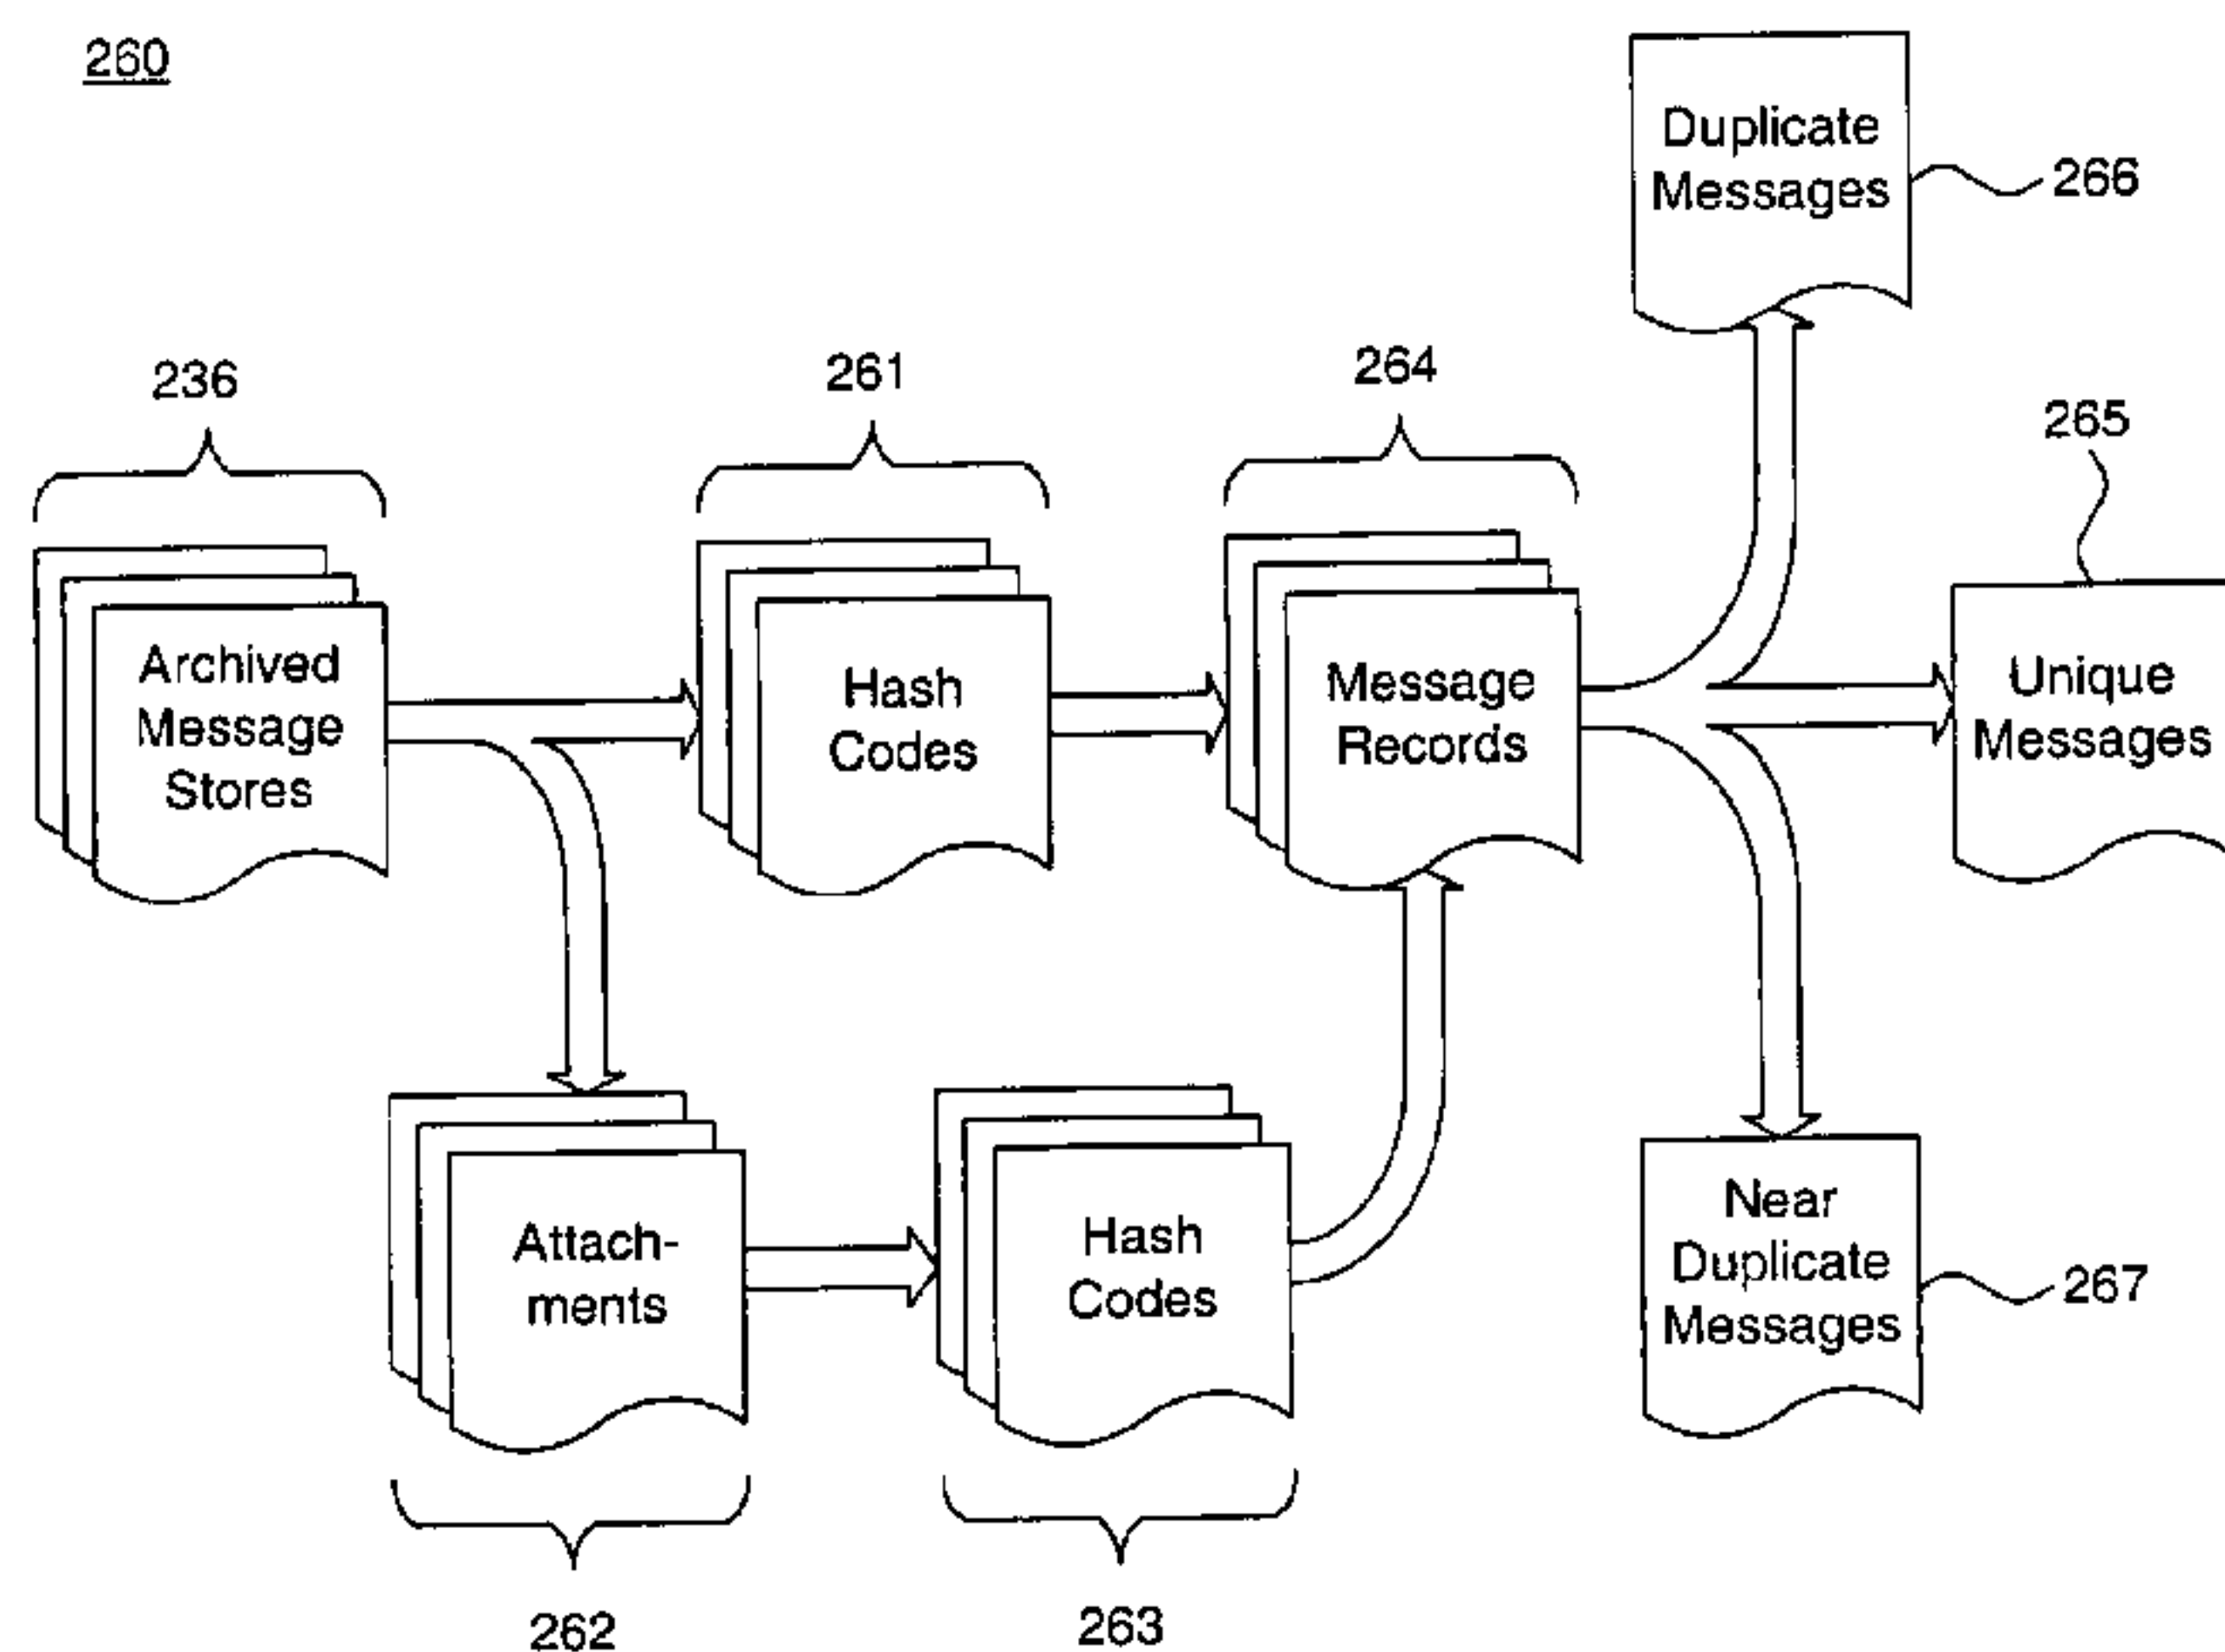 260
Duplicate
Messages
266
236
261
264
265
Archived
Message
Stores
Hash
Codes
Message
Records
Unique
Messages
Attach-
ments
Hash
Codes
Near
Duplicate
Messages
267
262
263